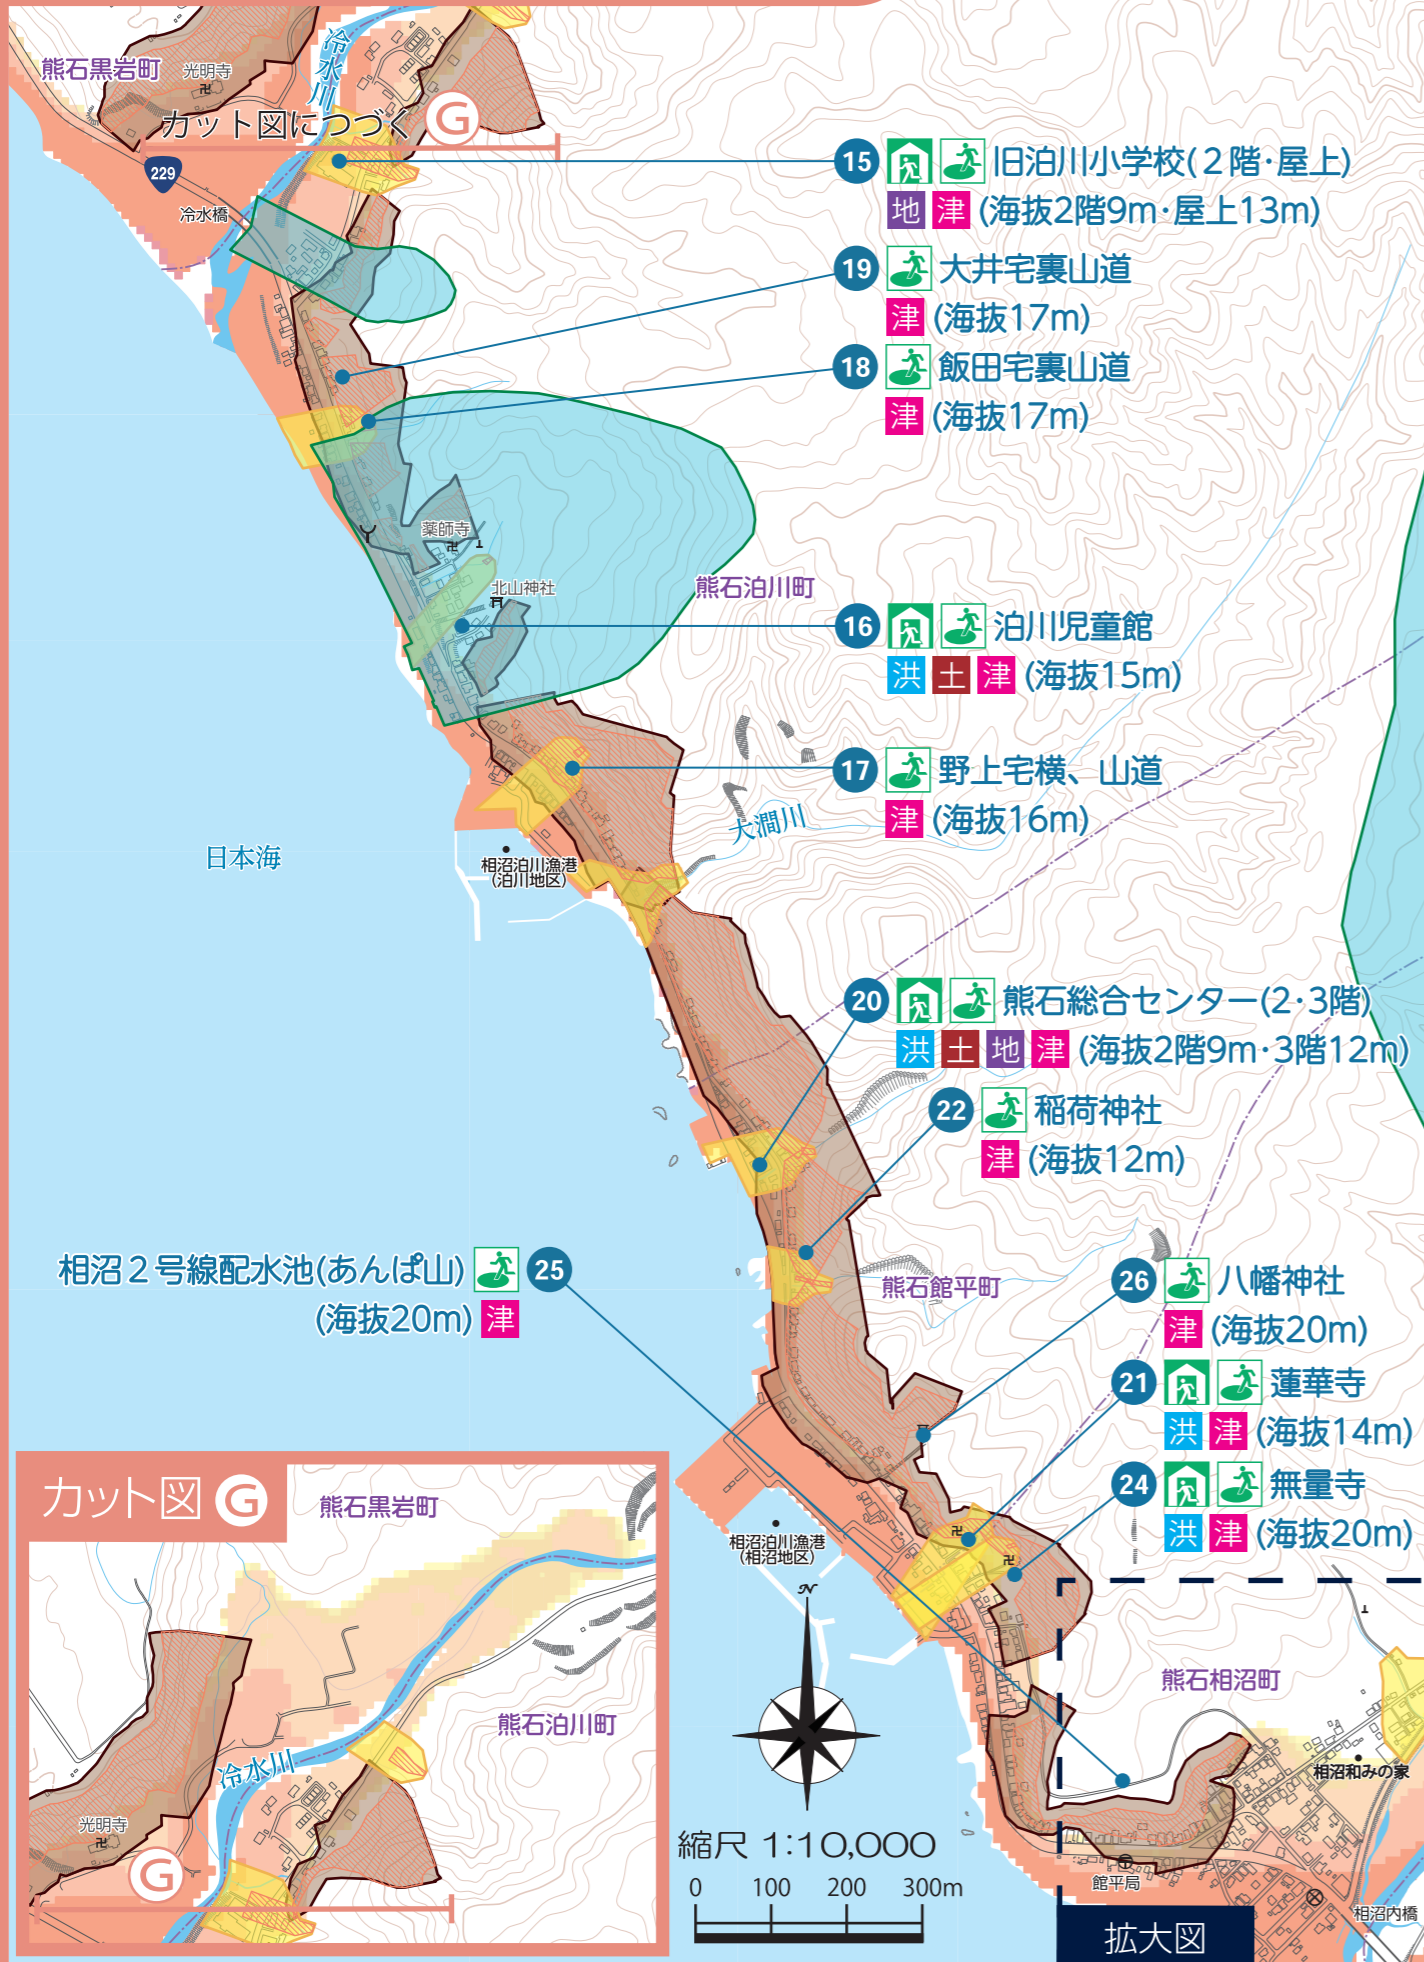 熊石黒岩町
光明寺
冷水川
カット図につづく G
229
冷水橋
15 旧泊川小学校(２階･屋上)
地 津 (海抜2階9m･屋上13m)
19 大井宅裏山道
津 (海抜17m)
18 飯田宅裏山道
津 (海抜17m)
薬師寺
北山神社
熊石泊川町
16 泊川児童館
洪 土 津 (海抜15m)
17 野上宅横、山道
津 (海抜16m)
大澗川
日本海
相沼泊川漁港
(泊川地区)
20 熊石総合センター(2･3階)
洪 土 地 津 (海抜2階9m･3階12m)
22 稲荷神社
津 (海抜12m)
相沼２号線配水池(あんぱ山) 25
(海抜20m) 津
熊石館平町
26 八幡神社
津 (海抜20m)
21 蓮華寺
洪 津 (海抜14m)
24 無量寺
洪 津 (海抜20m)
相沼泊川漁港
(相沼地区)
N
熊石相沼町
相沼和みの家
館平局
相沼内橋
拡大図
縮尺 1:10,000
0 100 200 300m
カット図 G
熊石黒岩町
熊石泊川町
冷水川
光明寺
G